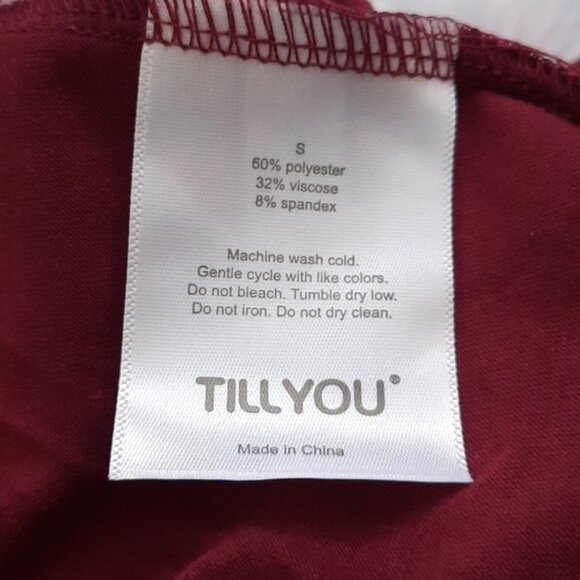 S
60% polyester
32% viscose
8% spandex
Machine wash cold.
Gentle cycle with like colors.
Do not bleach. Tumble dry low.
Do not iron. Do not dry clean.
TILLYOU®
Made in China